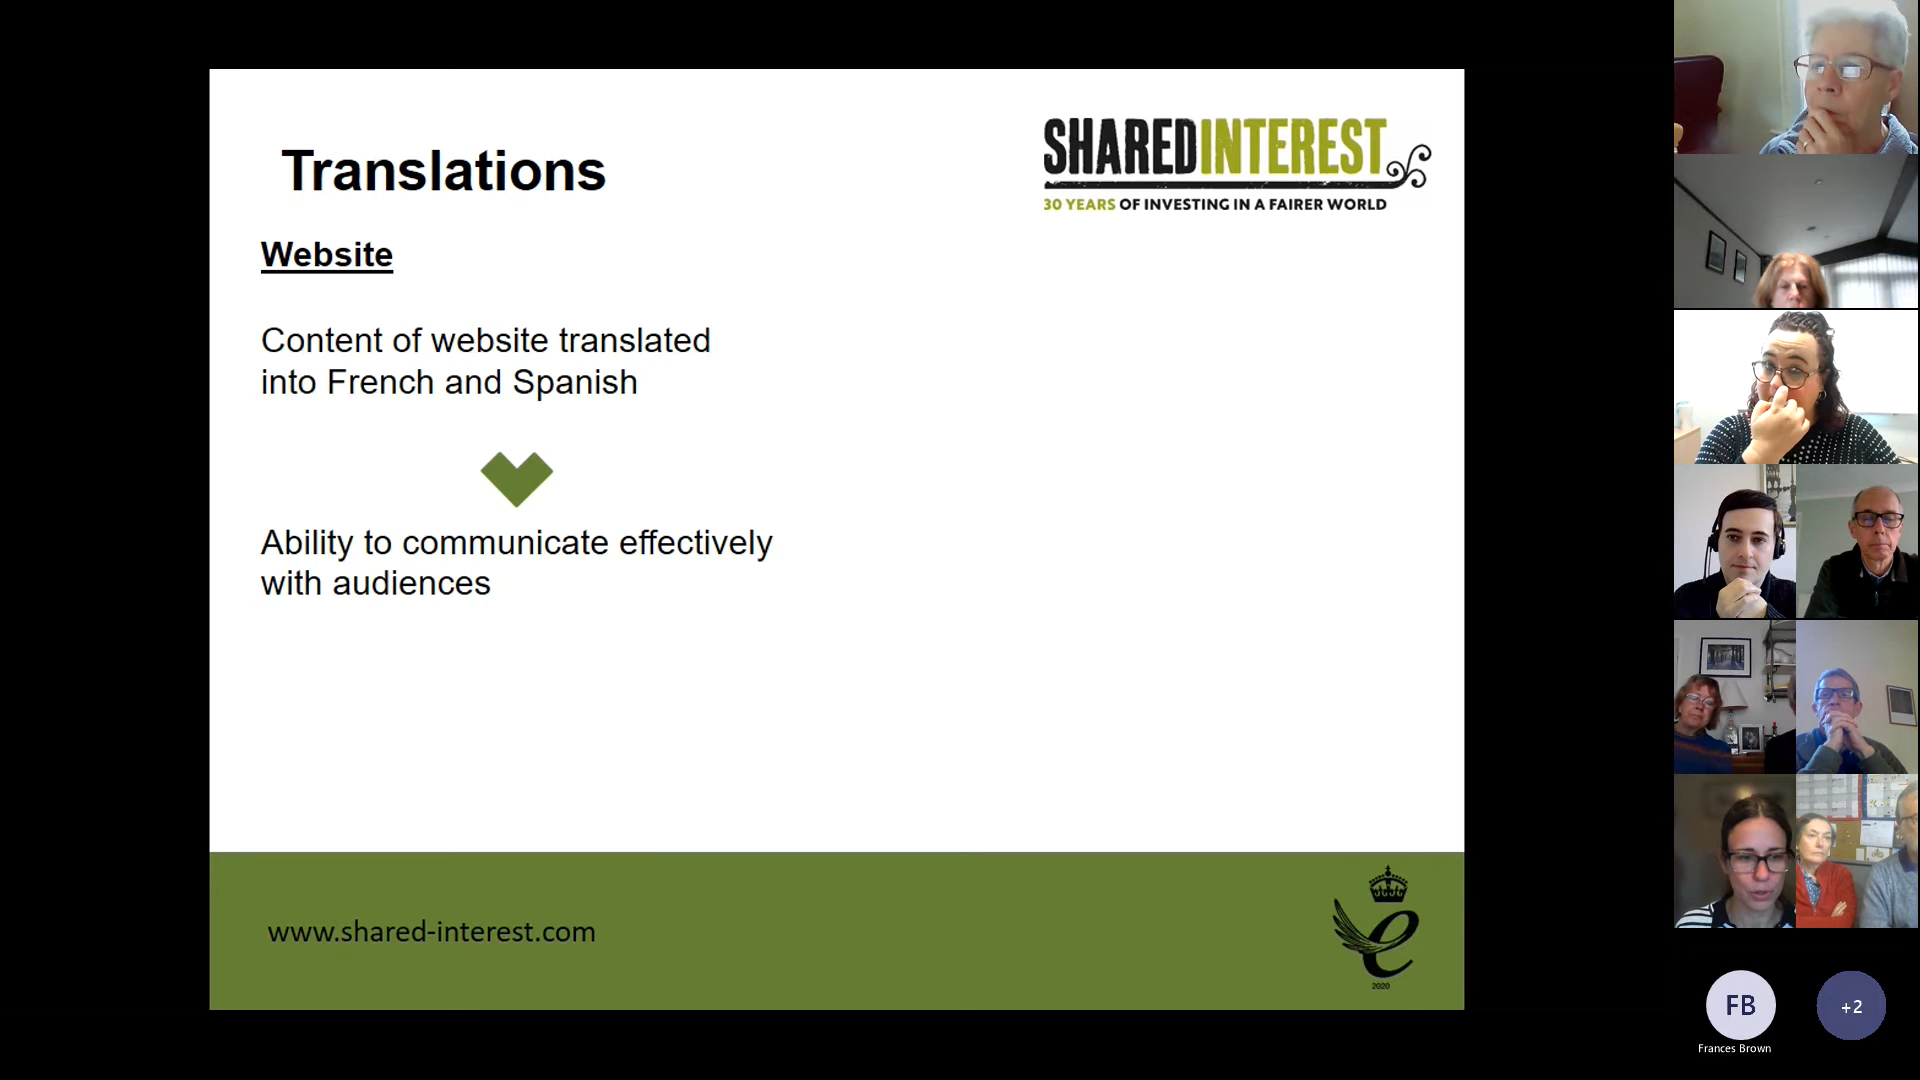 Translations
SHAREDINTEREST
30 YEARS OF INVESTING IN A FAIRER WORLD
Website
Content of website translated
into French and Spanish
Ability to communicate effectively
with audiences
www.shared-interest.com
e
2020
FB
+2
Frances Brown